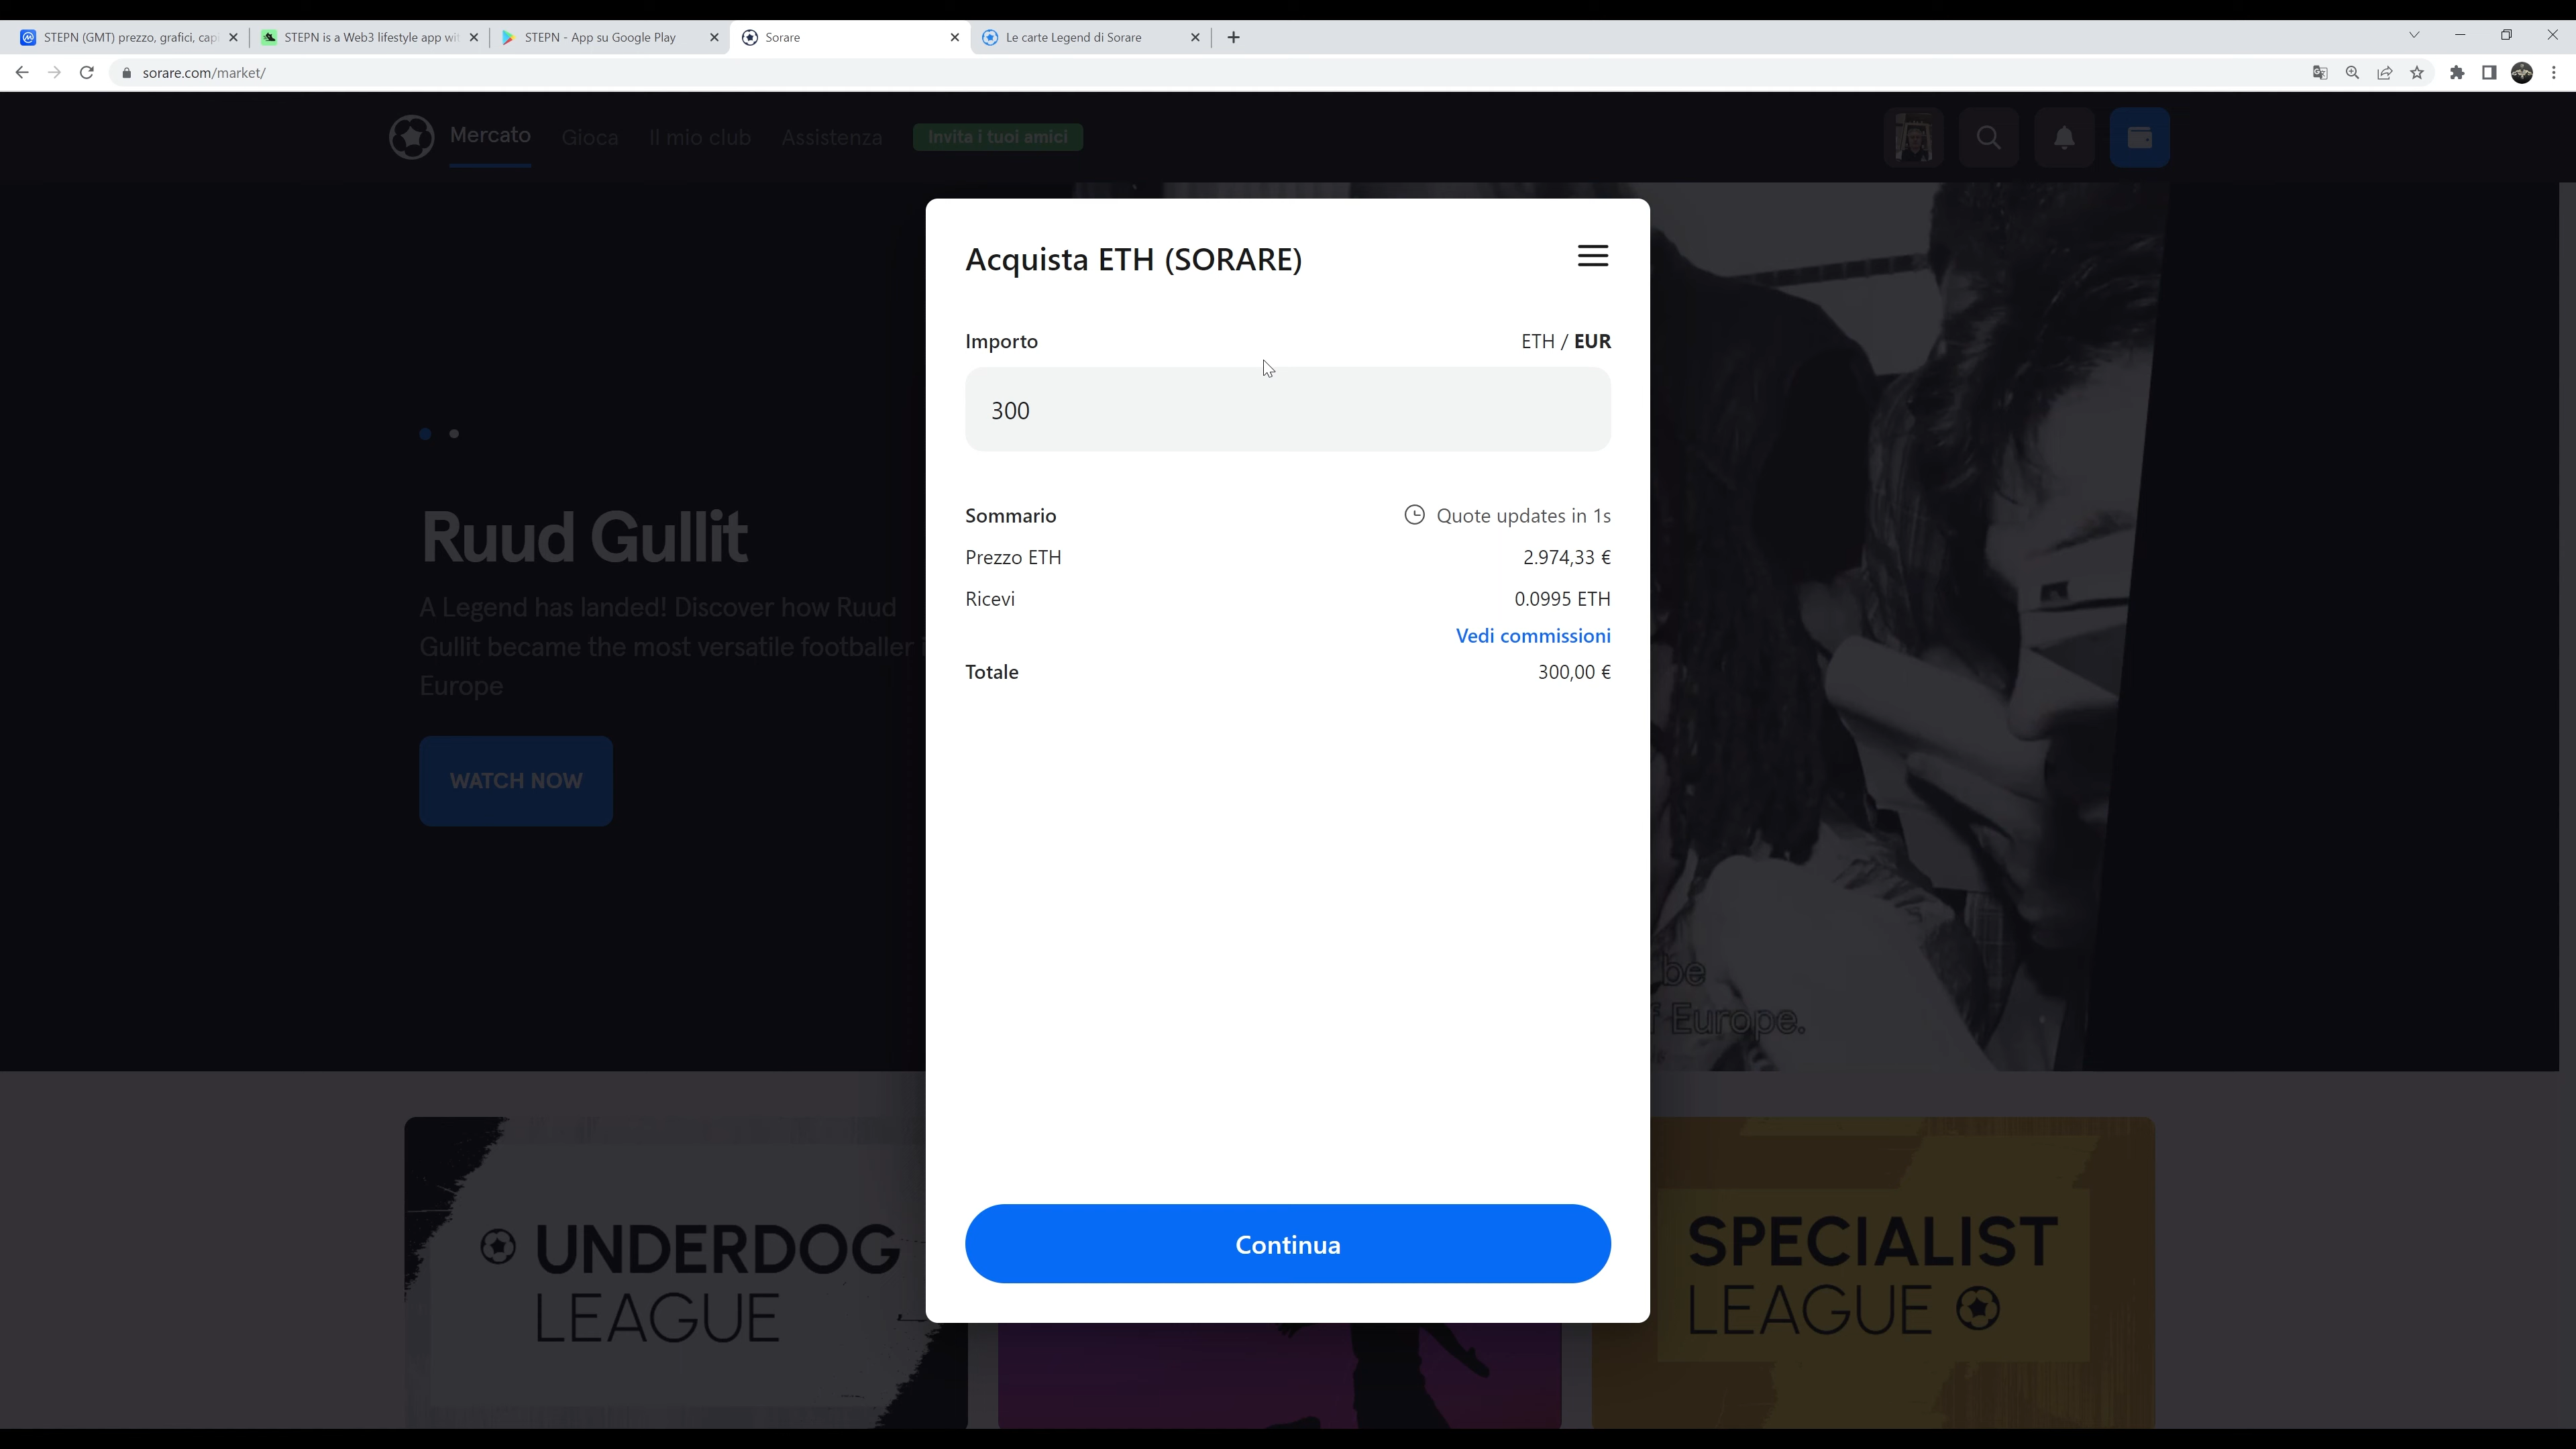 STEPN (GMT) prezzo, grafici, cap
STEPN is a Web3 lifestyle app wit
STEPN - App su Google Play
Sorare
Le carte Legend di Sorare
sorare.com/market/
Mercato
Gioca
Il mio club
Assistenza
Invita i tuoi amici
Acquista ETH (SORARE)
Importo
ETH / EUR
300
Sommario
Quote updates in 1s
Prezzo ETH
2.974,33 €
Ricevi
0.0995 ETH
Vedi commissioni
Totale
300,00 €
Continua
Ruud Gullit
A Legend has landed! Discover how Ruud
Gullit became the most versatile footballer i
Europe
WATCH NOW
be
f Europe.
UNDERDOG
LEAGUE
SPECIALIST
LEAGUE